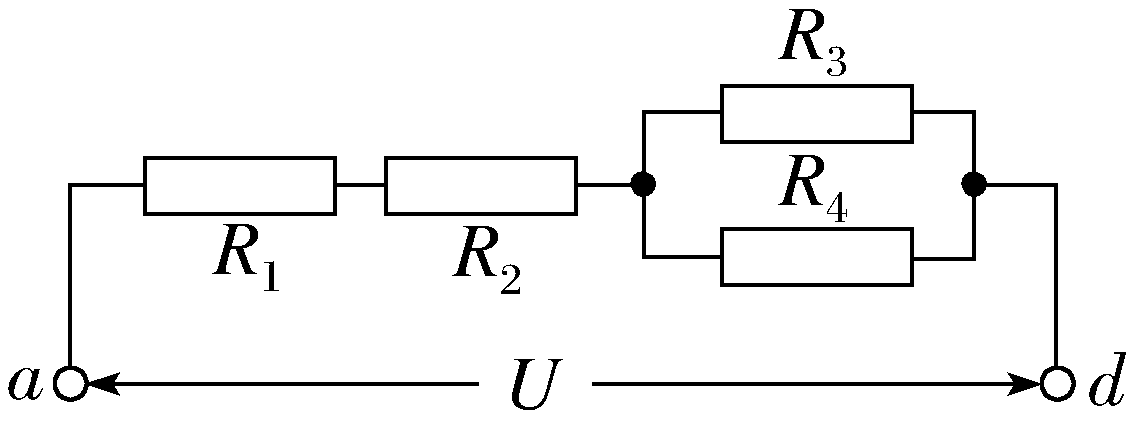 R₃
R₄
R₁ R₂
a U d